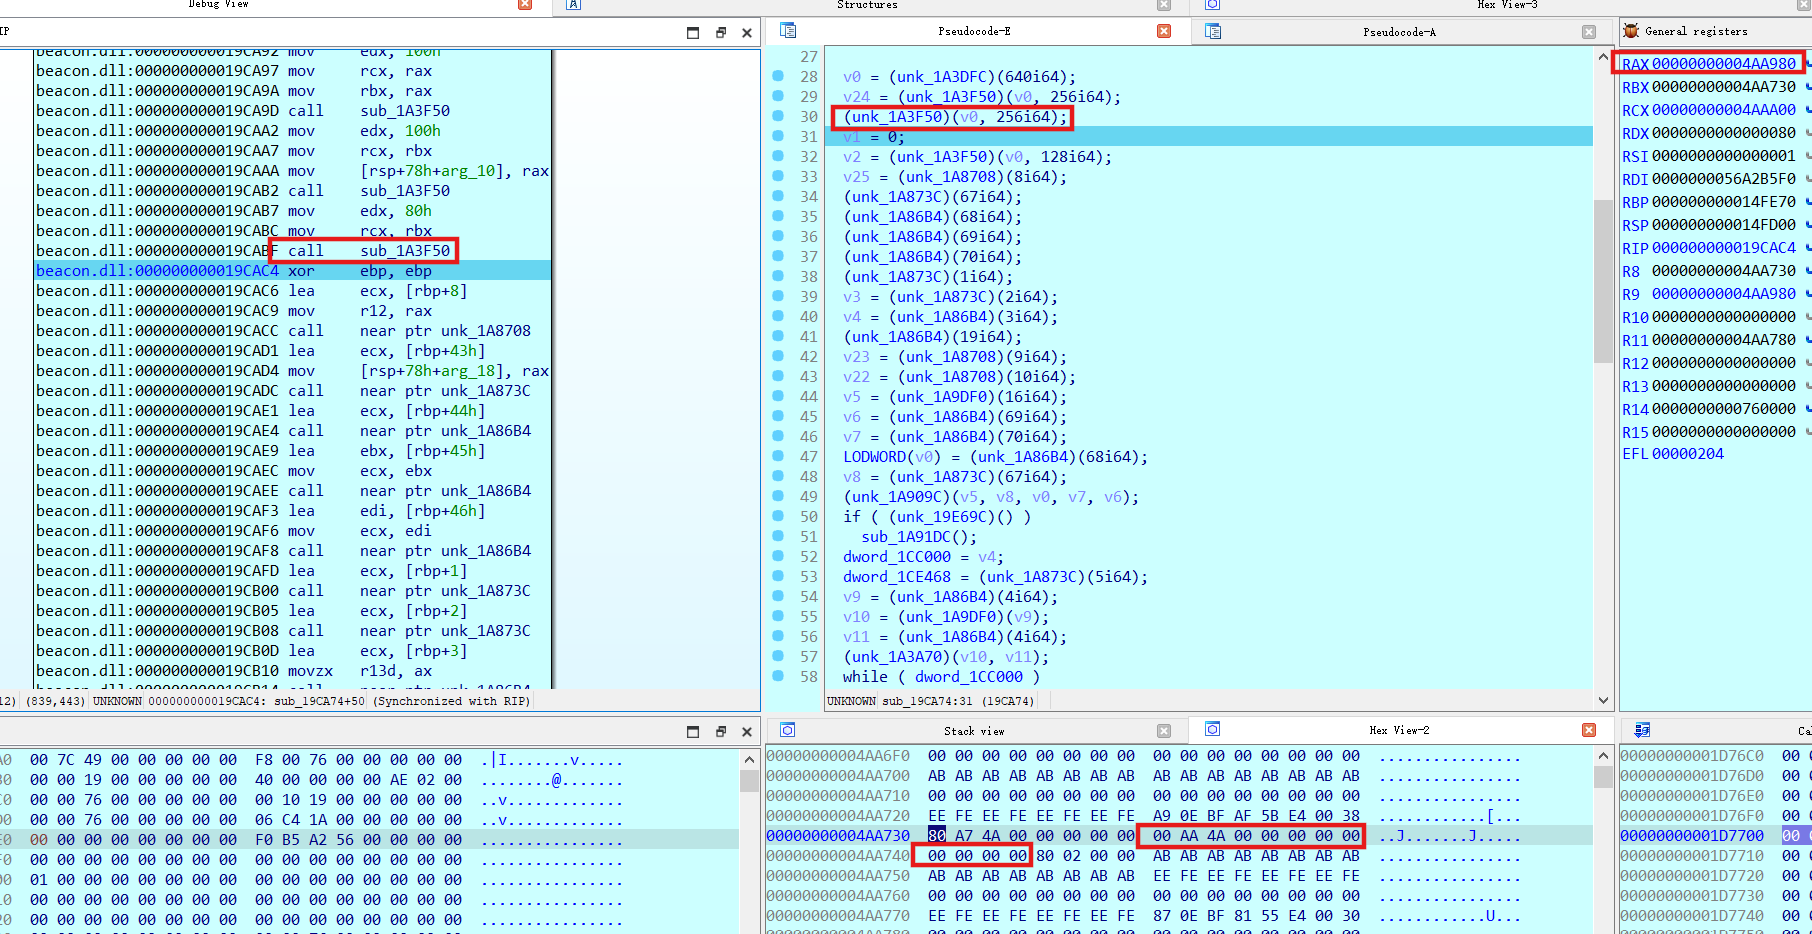 Debug View
Structures
Hex View-3
IP
Pseudocode-E
Pseudocode-A
General registers
beacon.dll:000000000019CA92 mov edx, 100h
beacon.dll:000000000019CA97 mov rcx, rax
beacon.dll:000000000019CA9A mov rbx, rax
beacon.dll:000000000019CA9D call sub_1A3F50
beacon.dll:000000000019CAA2 mov edx, 100h
beacon.dll:000000000019CAA7 mov rcx, rbx
beacon.dll:000000000019CAAA mov [rsp+78h+arg_10], rax
beacon.dll:000000000019CAB2 call sub_1A3F50
beacon.dll:000000000019CAB7 mov edx, 80h
beacon.dll:000000000019CABC mov rcx, rbx
beacon.dll:000000000019CABF call sub_1A3F50
beacon.dll:000000000019CAC4 xor ebp, ebp
beacon.dll:000000000019CAC6 lea ecx, [rbp+8]
beacon.dll:000000000019CAC9 mov r12, rax
beacon.dll:000000000019CACC call near ptr unk_1A8708
beacon.dll:000000000019CAD1 lea ecx, [rbp+43h]
beacon.dll:000000000019CAD4 mov [rsp+78h+arg_18], rax
beacon.dll:000000000019CADC call near ptr unk_1A873C
beacon.dll:000000000019CAE1 lea ecx, [rbp+44h]
beacon.dll:000000000019CAE4 call near ptr unk_1A86B4
beacon.dll:000000000019CAE9 lea ebx, [rbp+45h]
beacon.dll:000000000019CAEC mov ecx, ebx
beacon.dll:000000000019CAEE call near ptr unk_1A86B4
beacon.dll:000000000019CAF3 lea edi, [rbp+46h]
beacon.dll:000000000019CAF6 mov ecx, edi
beacon.dll:000000000019CAF8 call near ptr unk_1A86B4
beacon.dll:000000000019CAFD lea ecx, [rbp+1]
beacon.dll:000000000019CB00 call near ptr unk_1A873C
beacon.dll:000000000019CB05 lea ecx, [rbp+2]
beacon.dll:000000000019CB08 call near ptr unk_1A873C
beacon.dll:000000000019CB0D lea ecx, [rbp+3]
beacon.dll:000000000019CB10 movzx r13d, ax
beacon.dll:000000000019CB14 call near ptr unk_1A86B4
12) (839,443) UNKNOWN 000000000019CAC4: sub_19CA74+50 (Synchronized with RIP)
27
28 v0 = (unk_1A3DFC)(640i64);
29 v24 = (unk_1A3F50)(v0, 256i64);
30 (unk_1A3F50)(v0, 256i64);
31 v1 = 0;
32 v2 = (unk_1A3F50)(v0, 128i64);
33 v25 = (unk_1A8708)(8i64);
34 (unk_1A873C)(67i64);
35 (unk_1A86B4)(68i64);
36 (unk_1A86B4)(69i64);
37 (unk_1A86B4)(70i64);
38 (unk_1A873C)(1i64);
39 v3 = (unk_1A873C)(2i64);
40 v4 = (unk_1A86B4)(3i64);
41 (unk_1A86B4)(19i64);
42 v23 = (unk_1A8708)(9i64);
43 v22 = (unk_1A8708)(10i64);
44 v5 = (unk_1A9DF0)(16i64);
45 v6 = (unk_1A86B4)(69i64);
46 v7 = (unk_1A86B4)(70i64);
47 LODWORD(v0) = (unk_1A86B4)(68i64);
48 v8 = (unk_1A873C)(67i64);
49 (unk_1A909C)(v5, v8, v0, v7, v6);
50 if ( (unk_19E69C)() )
51 sub_1A91DC();
52 dword_1CC000 = v4;
53 dword_1CE468 = (unk_1A873C)(5i64);
54 v9 = (unk_1A86B4)(4i64);
55 v10 = (unk_1A9DF0)(v9);
56 v11 = (unk_1A86B4)(4i64);
57 (unk_1A3A70)(v10, v11);
58 while ( dword_1CC000 )
UNKNOWN sub_19CA74:31 (19CA74)
RAX 00000000004AA980
RBX 00000000004AA730
RCX 00000000004AAA00
RDX 0000000000000080
RSI 0000000000000001
RDI 0000000056A2B5F0
RBP 000000000014FE70
RSP 000000000014FD00
RIP 000000000019CAC4
R8 00000000004AA730
R9 00000000004AA980
R10 0000000000000000
R11 00000000004AA780
R12 0000000000000000
R13 0000000000000000
R14 0000000000760000
R15 0000000000000000
EFL 00000204
A0 00 7C 49 00 00 00 00 00 F8 00 76 00 00 00 00 00 .|I.......v.....
B0 00 00 19 00 00 00 00 00 40 00 00 00 00 AE 02 00 ........@.......
C0 00 00 76 00 00 00 00 00 00 10 19 00 00 00 00 00 ..v.............
D0 00 00 76 00 00 00 00 00 06 C4 1A 00 00 00 00 00 ..v.............
E0 00 00 00 00 00 00 00 00 F0 B5 A2 56 00 00 00 00 ................
F0 00 00 00 00 00 00 00 00 00 00 00 00 00 00 00 00 ................
00 01 00 00 00 00 00 00 00 00 00 00 00 00 00 00 00 ................
10 00 00 00 00 00 00 00 00 00 00 00 00 00 00 00 00 ................
20 00 00 00 00 00 00 00 00 00 00 00 00 00 00 00 00 ................
Stack view
Hex View-2
Ca
00000000004AA6F0 00 00 00 00 00 00 00 00 00 00 00 00 00 00 00 00 ................
00000000004AA700 AB AB AB AB AB AB AB AB AB AB AB AB AB AB AB AB ................
00000000004AA710 00 00 00 00 00 00 00 00 00 00 00 00 00 00 00 00 ................
00000000004AA720 EE FE EE FE EE FE EE FE A9 0E BF AF 5B E4 00 38 ............[...
00000000004AA730 80 A7 4A 00 00 00 00 00 00 AA 4A 00 00 00 00 00 ..J.......J.....
00000000004AA740 00 00 00 00 80 02 00 00 AB AB AB AB AB AB AB AB ................
00000000004AA750 AB AB AB AB AB AB AB AB EE FE EE FE EE FE EE FE ................
00000000004AA760 00 00 00 00 00 00 00 00 00 00 00 00 00 00 00 00 ................
00000000004AA770 EE FE EE FE EE FE EE FE 87 0E BF 81 55 E4 00 30 ............U...
00000000001D76C0 00
00000000001D76D0 00
00000000001D76E0 00
00000000001D76F0 00
00000000001D7700 00
00000000001D7710 00
00000000001D7720 00
00000000001D7730 00
00000000001D7740 00